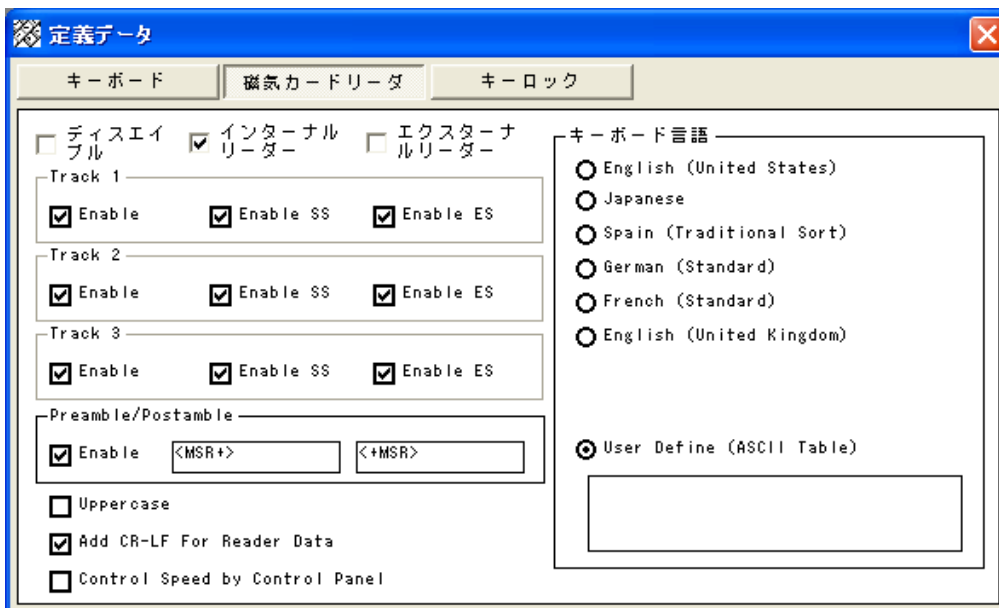 定義データ
キーボード 磁気カードリーダ キーロック
ディスエイ
ブル
インターナル
リーダー
エクスターナ
ルリーダー
Track 1
Enable Enable SS Enable ES
Track 2
Enable Enable SS Enable ES
Track 3
Enable Enable SS Enable ES
Preamble/Postamble
Enable <MSR+> <+MSR>
Uppercase
Add CR-LF For Reader Data
Control Speed by Control Panel
キーボード言語
English (United States)
Japanese
Spain (Traditional Sort)
German (Standard)
French (Standard)
English (United Kingdom)
User Define (ASCII Table)